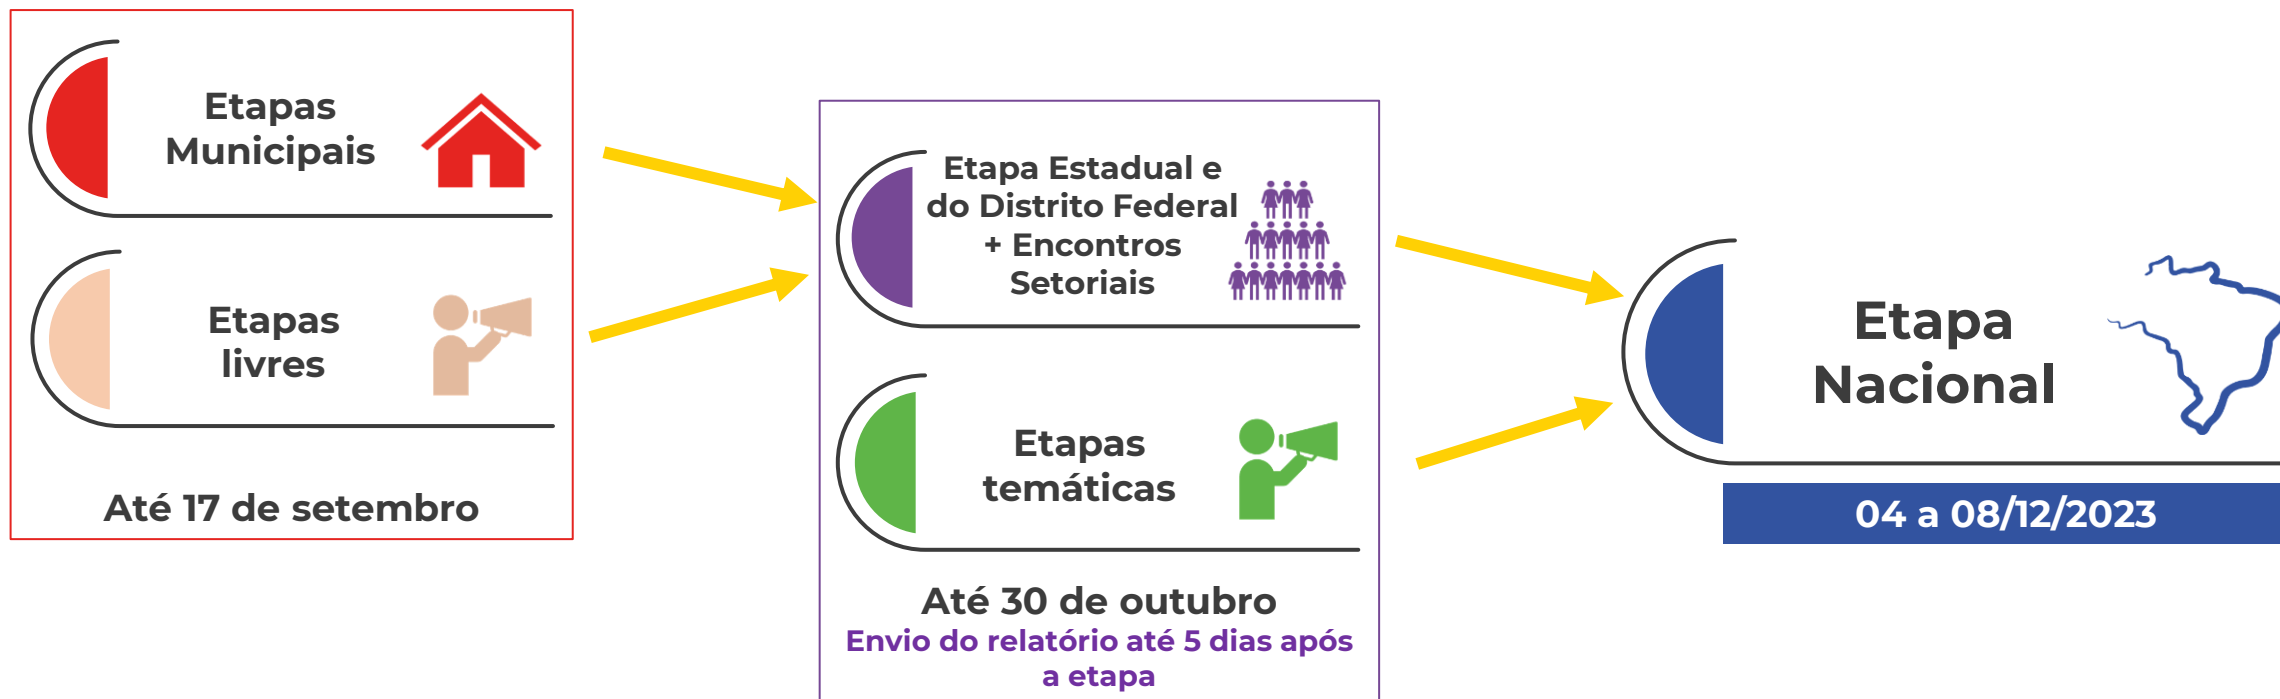 Etapas
Municipais
Etapas
livres
Até 17 de setembro
Etapa Estadual e
do Distrito Federal
+ Encontros
Setoriais
Etapas
temáticas
Até 30 de outubro
Envio do relatório até 5 dias após
a etapa
Etapa
Nacional
04 a 08/12/2023